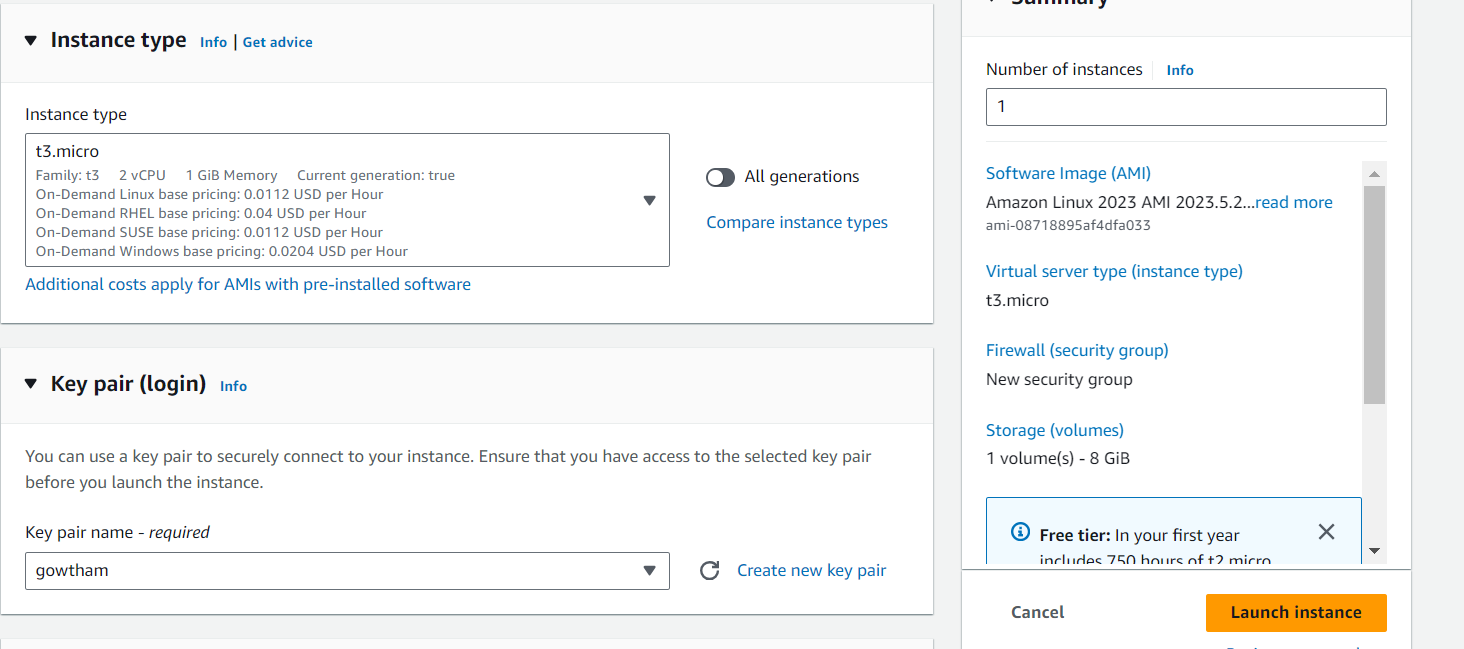 Instance type Info | Get advice
Instance type
t3.micro
Family: t3 2 vCPU 1 GiB Memory Current generation: true
On-Demand Linux base pricing: 0.0112 USD per Hour
On-Demand RHEL base pricing: 0.04 USD per Hour
On-Demand SUSE base pricing: 0.0112 USD per Hour
On-Demand Windows base pricing: 0.0204 USD per Hour
All generations
Compare instance types
Additional costs apply for AMIs with pre-installed software
Key pair (login) Info
You can use a key pair to securely connect to your instance. Ensure that you have access to the selected key pair
before you launch the instance.
Key pair name - required
gowtham
Create new key pair
Summary
Number of instances Info
1
Software Image (AMI)
Amazon Linux 2023 AMI 2023.5.2...read more
ami-08718895af4dfa033
Virtual server type (instance type)
t3.micro
Firewall (security group)
New security group
Storage (volumes)
1 volume(s) - 8 GiB
Free tier: In your first year
includes 750 hours of t2.micro
Cancel
Launch instance